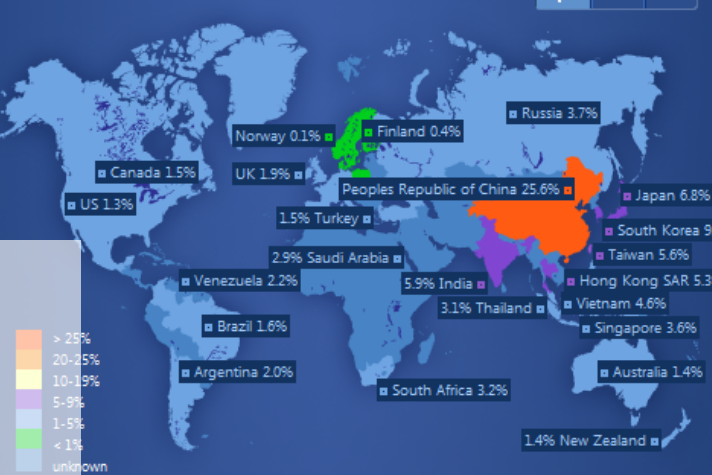 Russia 3.7%
Norway 0.1%
Finland 0.4%
Canada 1.5%
UK 1.9%
Peoples Republic of China 25.6%
Japan 6.8%
US 1.3%
1.5% Turkey
South Korea 9
2.9% Saudi Arabia
Taiwan 5.6%
Venezuela 2.2%
5.9% India
Hong Kong SAR 5.3
3.1% Thailand
Vietnam 4.6%
Brazil 1.6%
Singapore 3.6%
Argentina 2.0%
Australia 1.4%
South Africa 3.2%
1.4% New Zealand
> 25%
20-25%
10-19%
5-9%
1-5%
< 1%
unknown